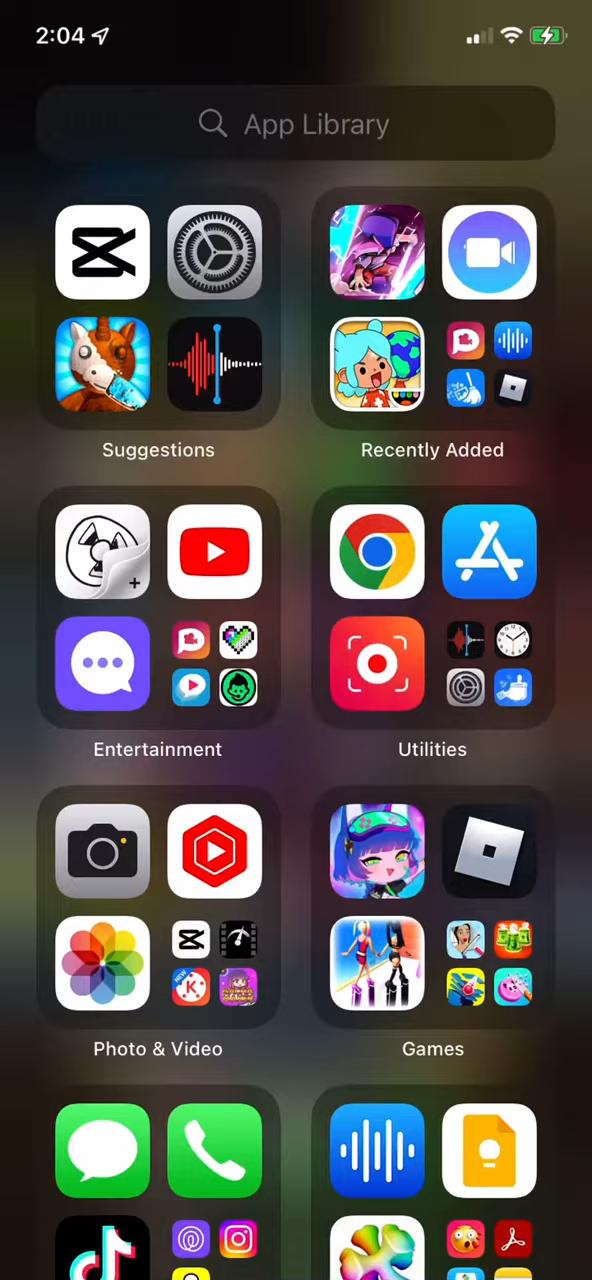 2:04
App Library
Suggestions
Recently Added
Entertainment
Utilities
Photo & Video
Games